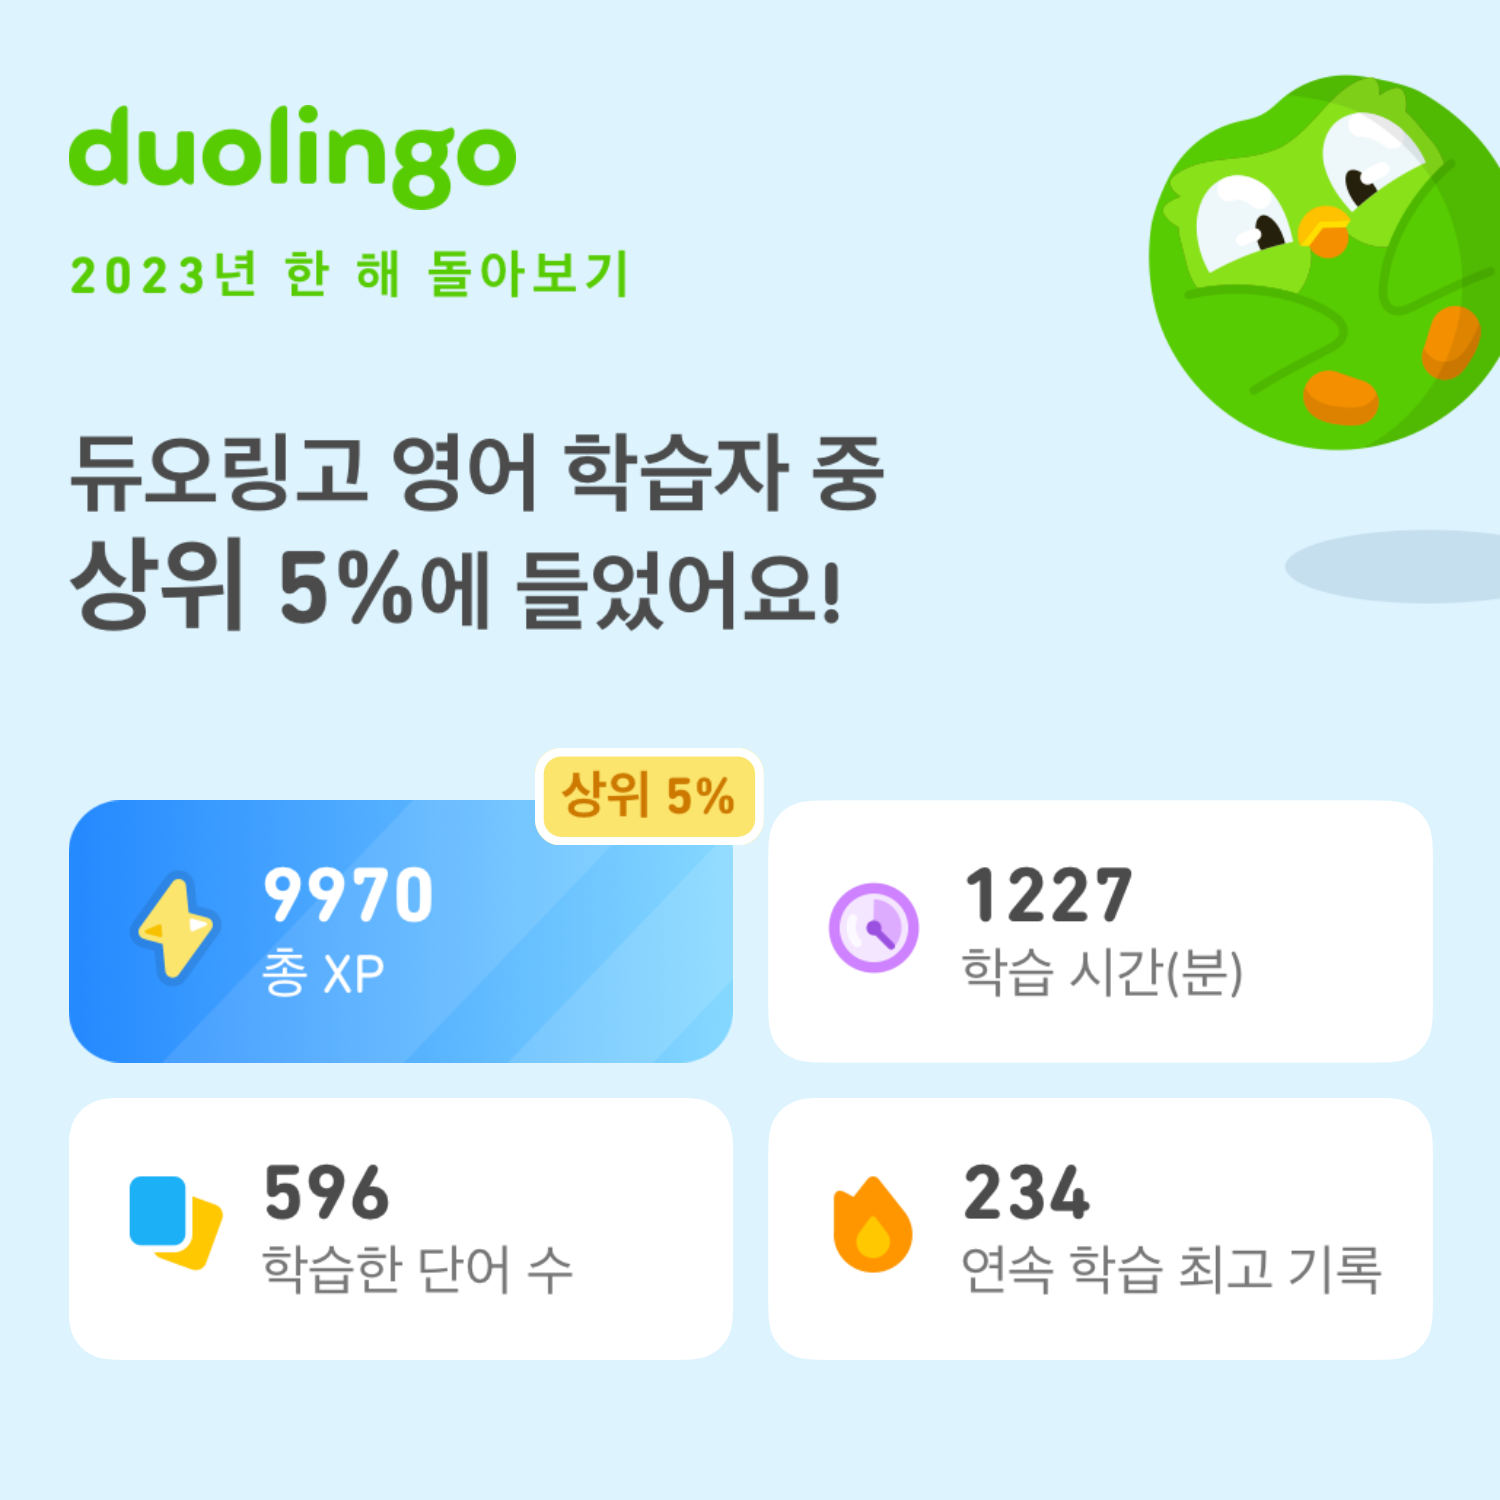 duolingo
2023년 한 해 돌아보기
듀오링고 영어 학습자 중
상위 5%에 들었어요!
상위 5%
9970
총 XP
1227
학습 시간(분)
596
학습한 단어 수
234
연속 학습 최고 기록